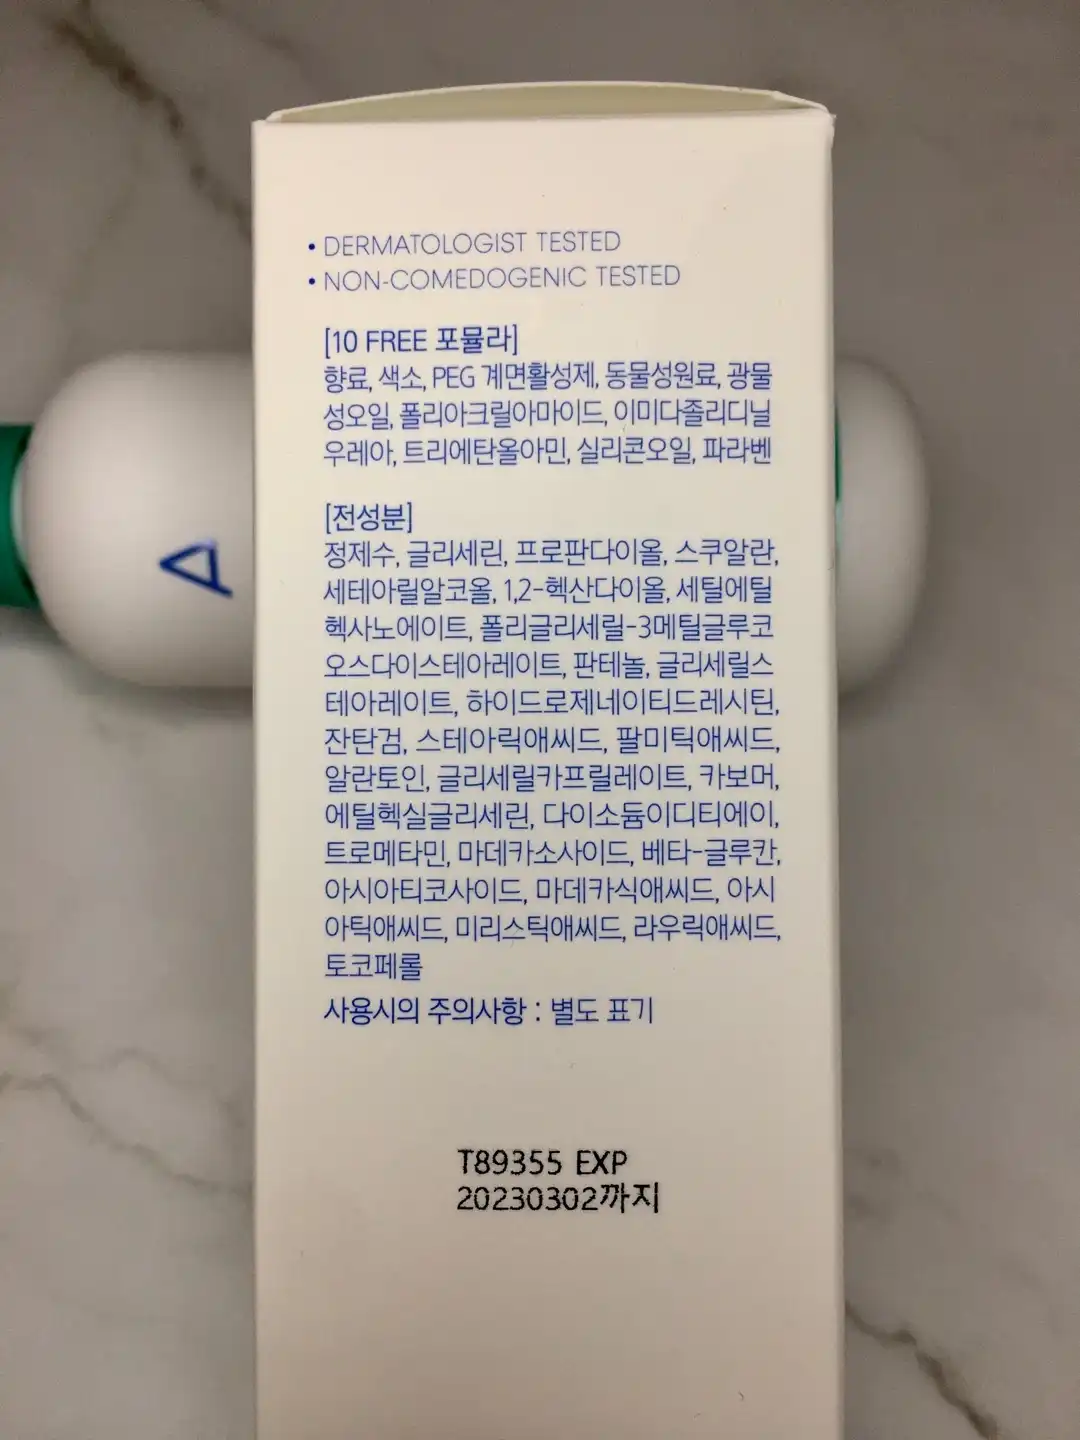 • DERMATOLOGIST TESTED
• NON-COMEDOGENIC TESTED
[10 FREE 포뮬라]
향료, 색소, PEG 계면활성제, 동물성원료, 광물
성오일, 폴리아크릴아마이드, 이미다졸리디닐
우레아, 트리에탄올아민, 실리콘오일, 파라벤
[전성분]
정제수, 글리세린, 프로판다이올, 스쿠알란,
세테아릴알코올, 1,2-헥산다이올, 세틸에틸
헥사노에이트, 폴리글리세릴-3메틸글루코
오스다이스테아레이트, 판테놀, 글리세릴스
테아레이트, 하이드로제네이티드레시틴,
잔탄검, 스테아릭애씨드, 팔미틱애씨드,
알란토인, 글리세릴카프릴레이트, 카보머,
에틸헥실글리세린, 다이소듐이디티에이,
트로메타민, 마데카소사이드, 베타-글루칸,
아시아티코사이드, 마데카식애씨드, 아시
아틱애씨드, 미리스틱애씨드, 라우릭애씨드,
토코페롤
사용시의 주의사항 : 별도 표기
T89355 EXP
20230302까지